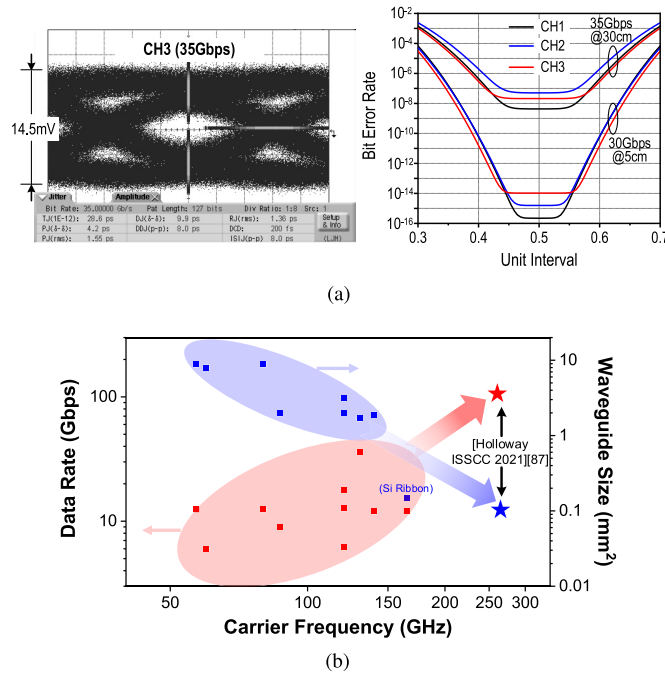 (a)
CH3 (35Gbps)
14.5mV
Jitter
Amplitude
Bit Rate: 35.00000 Gb/s Pat Length: 127 bits Div Ratio: 1:8 Src: 1
TJ(1E-12): 28.6 ps DJ(δ-δ): 9.9 ps RJ(rms): 1.36 ps
PJ(δ-δ): 4.2 ps DDJ(p-p): 8.0 ps DCD: 200 fs
PJ(rms): 1.55 ps ISI(p-p) 8.0 ps
Setup
& Info
(LJM)
10-2
10-4
10-6
10-8
10-10
10-12
10-14
10-16
Bit Error Rate
CH1
CH2
CH3
35Gbps
@30cm
30Gbps
@5cm
0.3 0.4 0.5 0.6 0.7
Unit Interval
(a)
(b)
100
10
Data Rate (Gbps)
10
1
0.1
0.01
Waveguide Size (mm2)
[Holloway
ISSCC 2021][87]
(Si Ribbon)
50 100 150 200 250 300
Carrier Frequency (GHz)
(b)